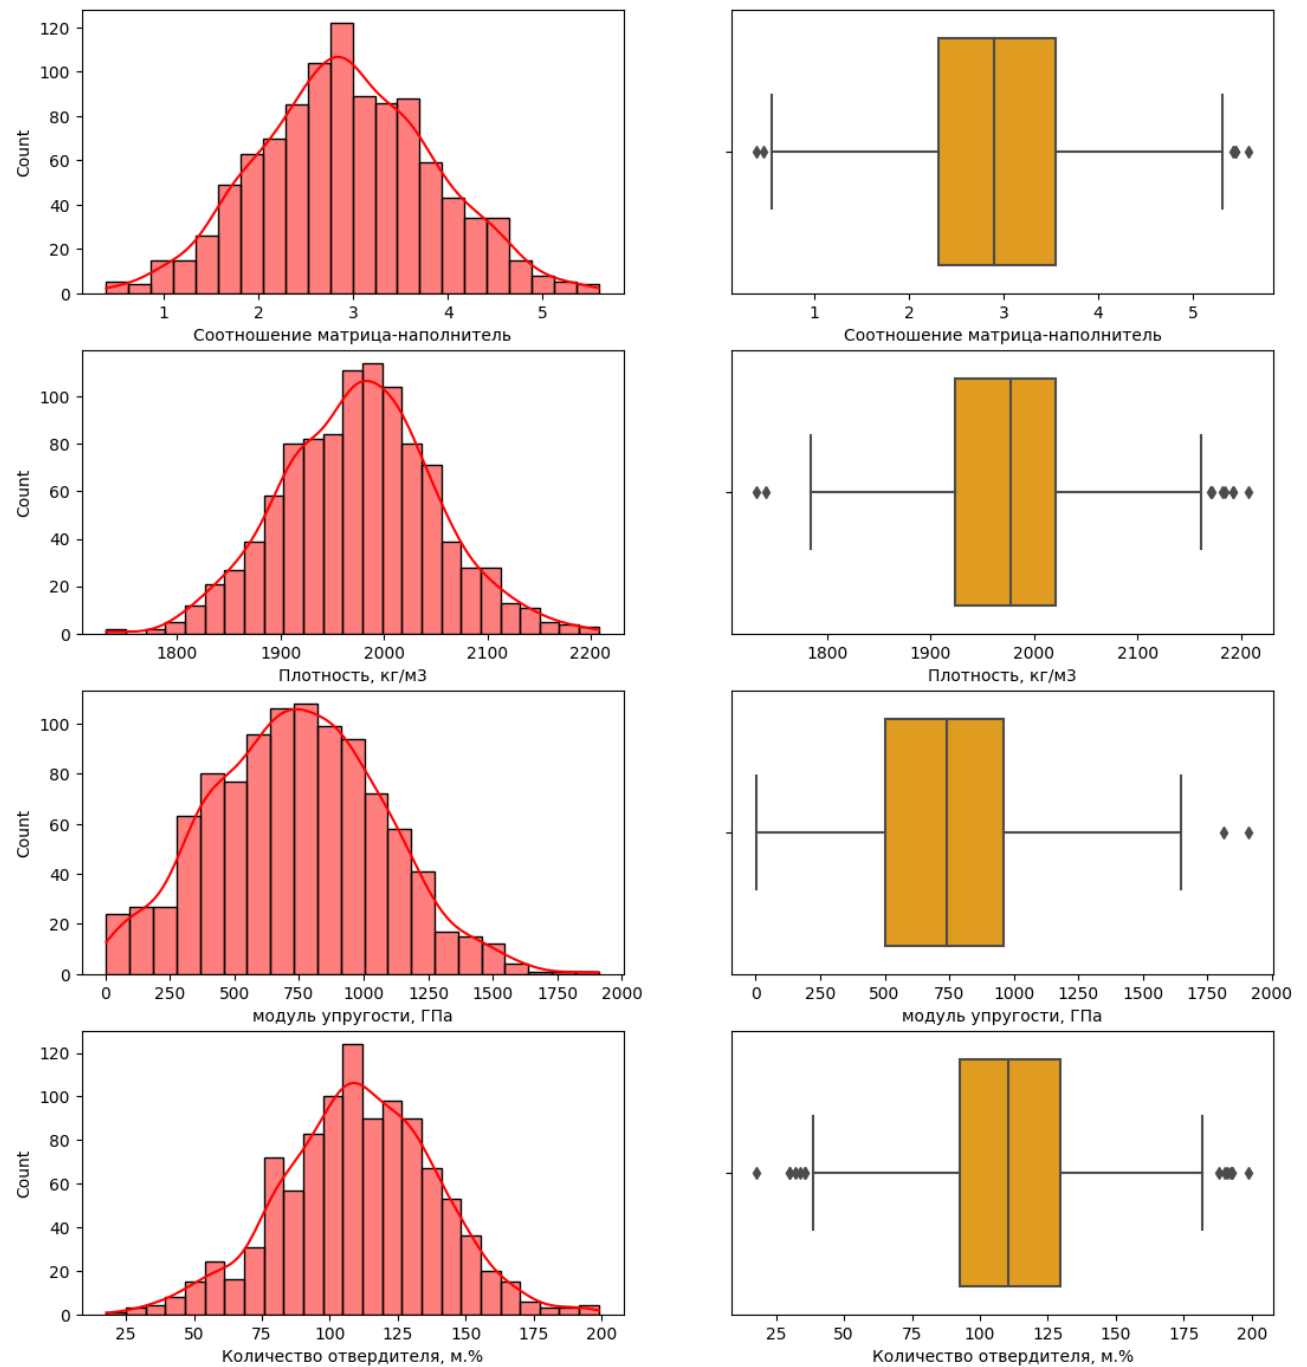 120
100
80
60
40
20
0
Count
1 2 3 4 5
Соотношение матрица-наполнитель
1 2 3 4 5
Соотношение матрица-наполнитель
100
80
60
40
20
0
Count
1800 1900 2000 2100 2200
Плотность, кг/м3
1800 1900 2000 2100 2200
Плотность, кг/м3
100
80
60
40
20
0
Count
0 250 500 750 1000 1250 1500 1750 2000
модуль упругости, ГПа
0 250 500 750 1000 1250 1500 1750 2000
модуль упругости, ГПа
120
100
80
60
40
20
0
Count
25 50 75 100 125 150 175 200
Количество отвердителя, м.%
25 50 75 100 125 150 175 200
Количество отвердителя, м.%